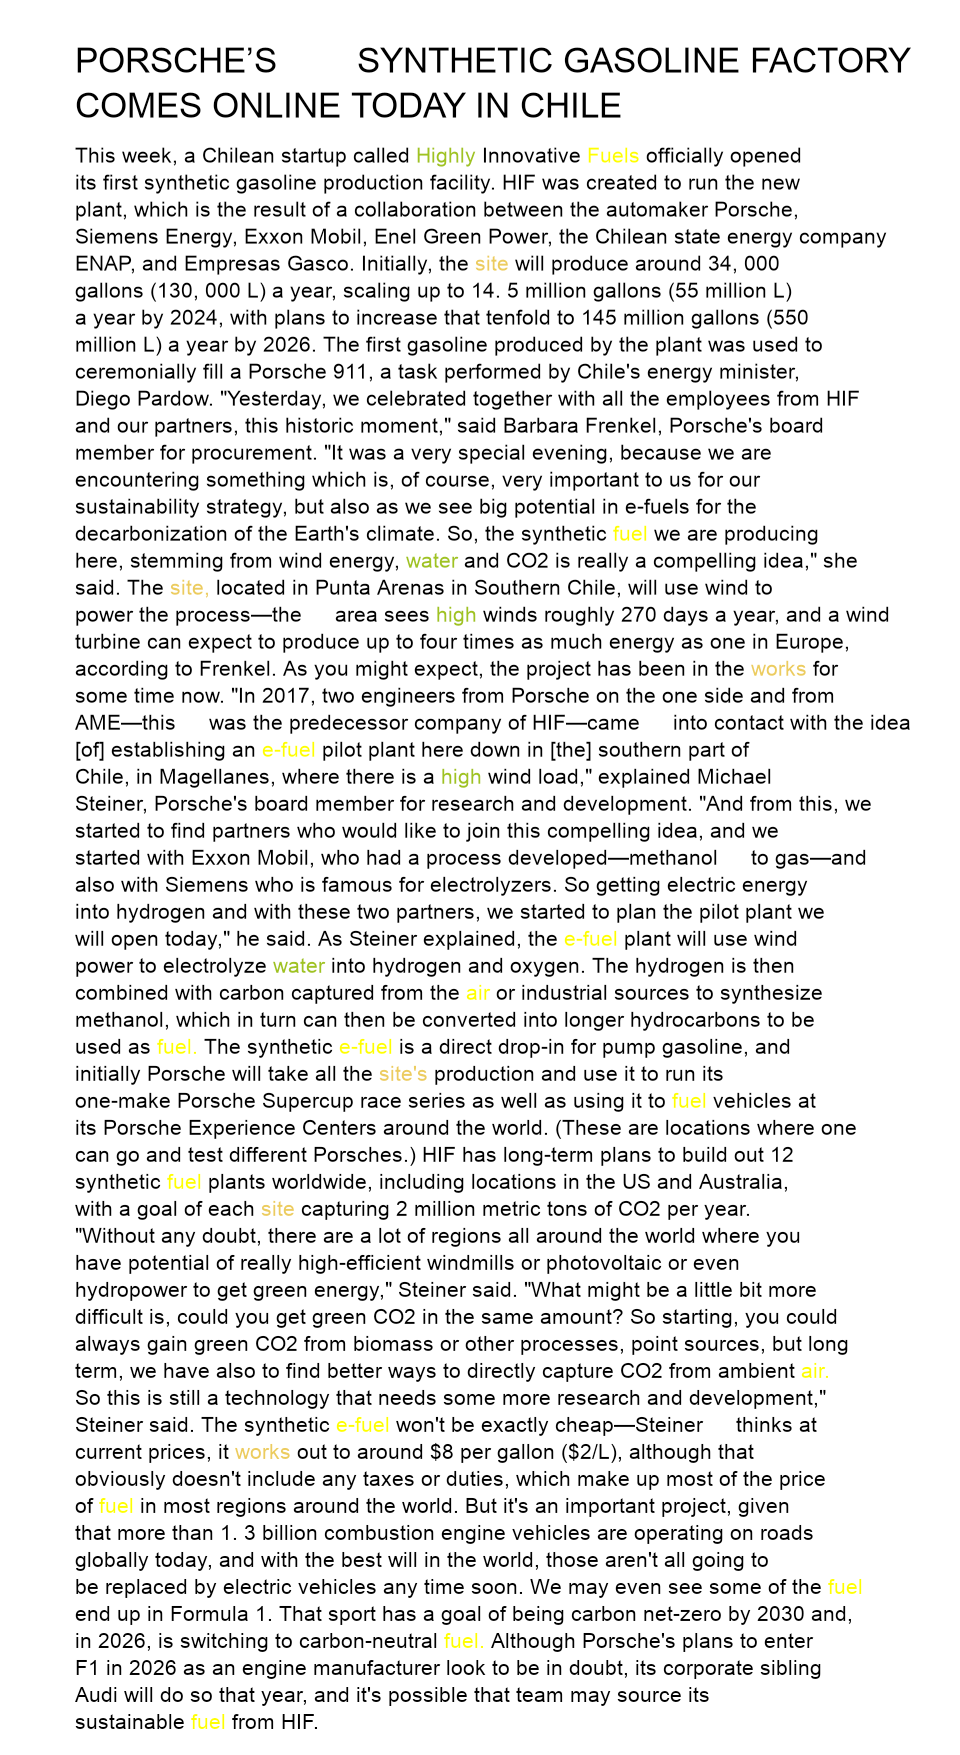 PORSCHE’S SYNTHETIC GASOLINE FACTORY
COMES ONLINE TODAY IN CHILE
This week, a Chilean startup called Highly Innovative Fuels officially opened
its first synthetic gasoline production facility. HIF was created to run the new
plant, which is the result of a collaboration between the automaker Porsche,
Siemens Energy, Exxon Mobil, Enel Green Power, the Chilean state energy company
ENAP, and Empresas Gasco. Initially, the site will produce around 34, 000
gallons (130, 000 L) a year, scaling up to 14. 5 million gallons (55 million L)
a year by 2024, with plans to increase that tenfold to 145 million gallons (550
million L) a year by 2026. The first gasoline produced by the plant was used to
ceremonially fill a Porsche 911, a task performed by Chile's energy minister,
Diego Pardow. "Yesterday, we celebrated together with all the employees from HIF
and our partners, this historic moment," said Barbara Frenkel, Porsche's board
member for procurement. "It was a very special evening, because we are
encountering something which is, of course, very important to us for our
sustainability strategy, but also as we see big potential in e-fuels for the
decarbonization of the Earth's climate. So, the synthetic fuel we are producing
here, stemming from wind energy, water and CO2 is really a compelling idea," she
said. The site, located in Punta Arenas in Southern Chile, will use wind to
power the process—the area sees high winds roughly 270 days a year, and a wind
turbine can expect to produce up to four times as much energy as one in Europe,
according to Frenkel. As you might expect, the project has been in the works for
some time now. "In 2017, two engineers from Porsche on the one side and from
AME—this was the predecessor company of HIF—came into contact with the idea
[of] establishing an e-fuel pilot plant here down in [the] southern part of
Chile, in Magellanes, where there is a high wind load," explained Michael
Steiner, Porsche's board member for research and development. "And from this, we
started to find partners who would like to join this compelling idea, and we
started with Exxon Mobil, who had a process developed—methanol to gas—and
also with Siemens who is famous for electrolyzers. So getting electric energy
into hydrogen and with these two partners, we started to plan the pilot plant we
will open today," he said. As Steiner explained, the e-fuel plant will use wind
power to electrolyze water into hydrogen and oxygen. The hydrogen is then
combined with carbon captured from the air or industrial sources to synthesize
methanol, which in turn can then be converted into longer hydrocarbons to be
used as fuel. The synthetic e-fuel is a direct drop-in for pump gasoline, and
initially Porsche will take all the site's production and use it to run its
one-make Porsche Supercup race series as well as using it to fuel vehicles at
its Porsche Experience Centers around the world. (These are locations where one
can go and test different Porsches.) HIF has long-term plans to build out 12
synthetic fuel plants worldwide, including locations in the US and Australia,
with a goal of each site capturing 2 million metric tons of CO2 per year.
"Without any doubt, there are a lot of regions all around the world where you
have potential of really high-efficient windmills or photovoltaic or even
hydropower to get green energy," Steiner said. "What might be a little bit more
difficult is, could you get green CO2 in the same amount? So starting, you could
always gain green CO2 from biomass or other processes, point sources, but long
term, we have also to find better ways to directly capture CO2 from ambient air.
So this is still a technology that needs some more research and development,"
Steiner said. The synthetic e-fuel won't be exactly cheap—Steiner thinks at
current prices, it works out to around $8 per gallon ($2/L), although that
obviously doesn't include any taxes or duties, which make up most of the price
of fuel in most regions around the world. But it's an important project, given
that more than 1. 3 billion combustion engine vehicles are operating on roads
globally today, and with the best will in the world, those aren't all going to
be replaced by electric vehicles any time soon. We may even see some of the fuel
end up in Formula 1. That sport has a goal of being carbon net-zero by 2030 and,
in 2026, is switching to carbon-neutral fuel. Although Porsche's plans to enter
F1 in 2026 as an engine manufacturer look to be in doubt, its corporate sibling
Audi will do so that year, and it's possible that team may source its
sustainable fuel from HIF.